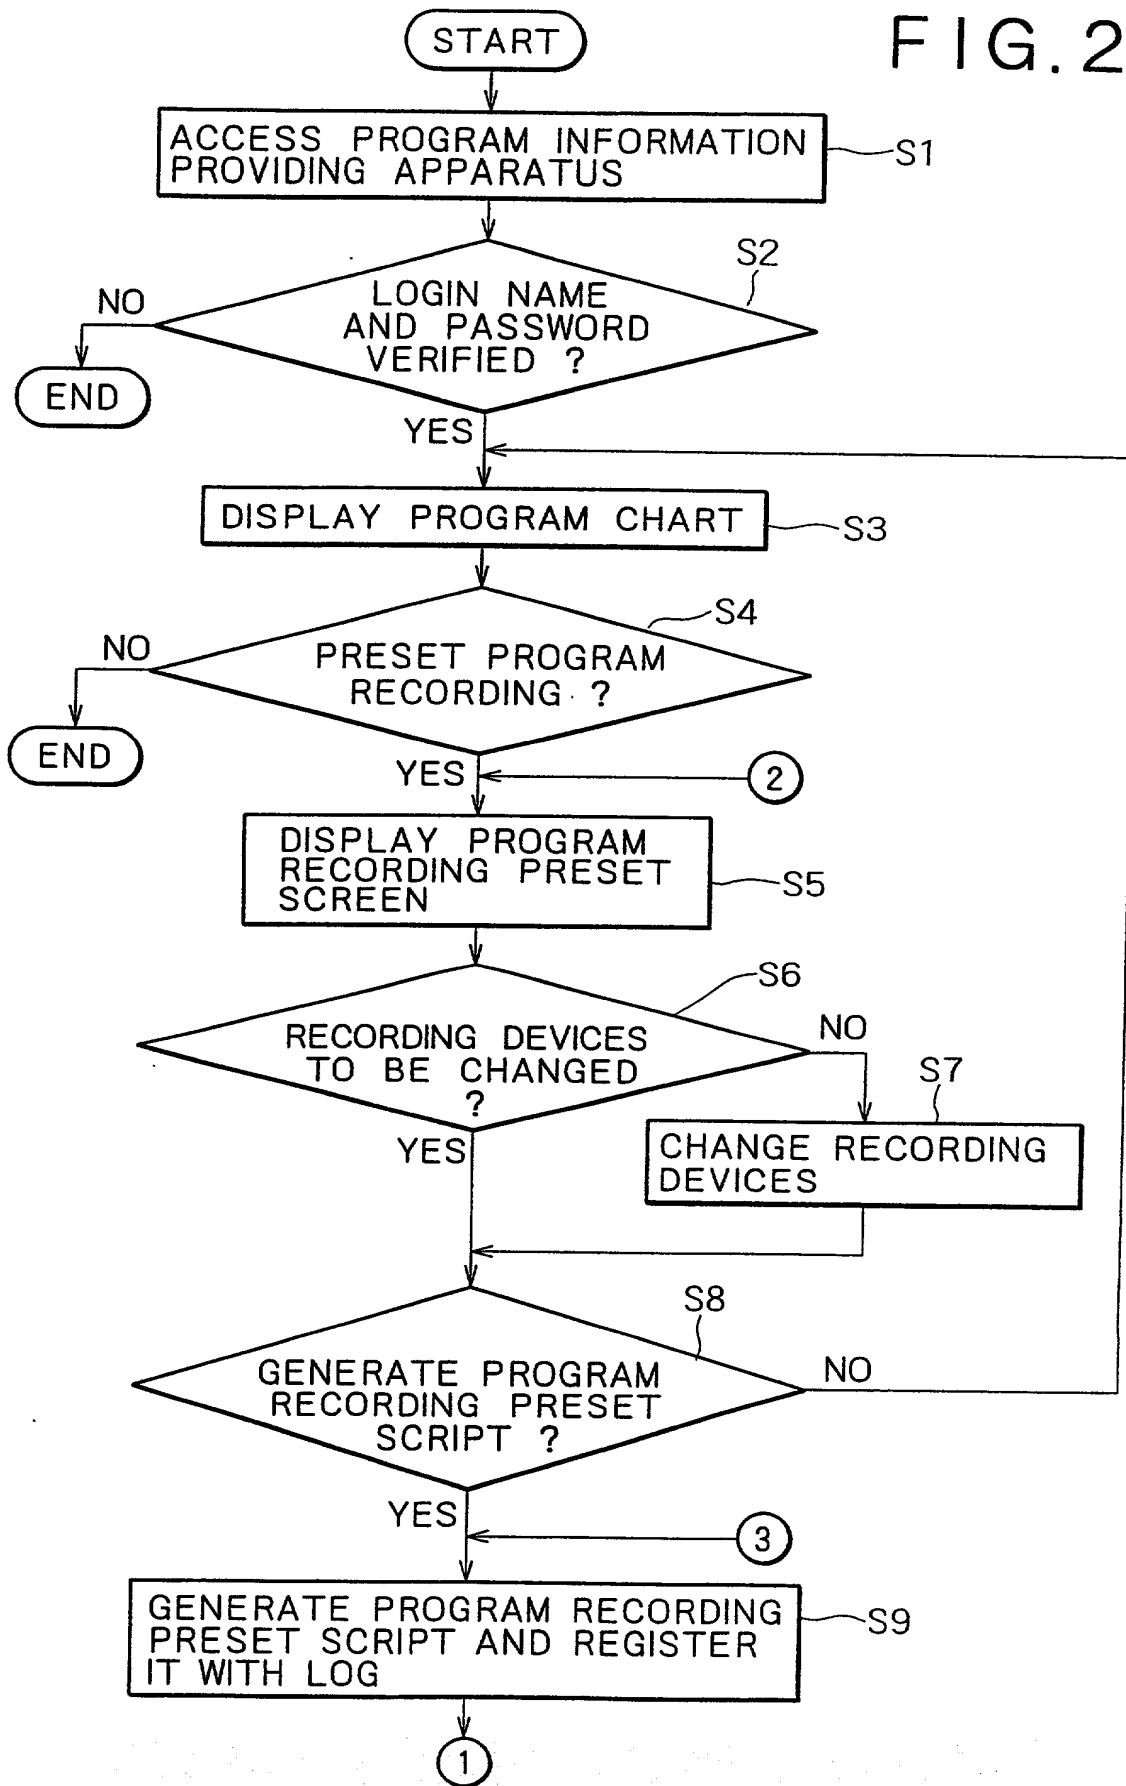 FIG. 2
START
ACCESS PROGRAM INFORMATION
PROVIDING APPARATUS
S1
S2
LOGIN NAME
AND PASSWORD
VERIFIED ?
NO
END
YES
DISPLAY PROGRAM CHART
S3
S4
PRESET PROGRAM
RECORDING ?
NO
END
YES
2
DISPLAY PROGRAM
RECORDING PRESET
SCREEN
S5
S6
RECORDING DEVICES
TO BE CHANGED
?
NO
S7
CHANGE RECORDING
DEVICES
YES
S8
GENERATE PROGRAM
RECORDING PRESET
SCRIPT ?
NO
YES
3
GENERATE PROGRAM RECORDING
PRESET SCRIPT AND REGISTER
IT WITH LOG
S9
1